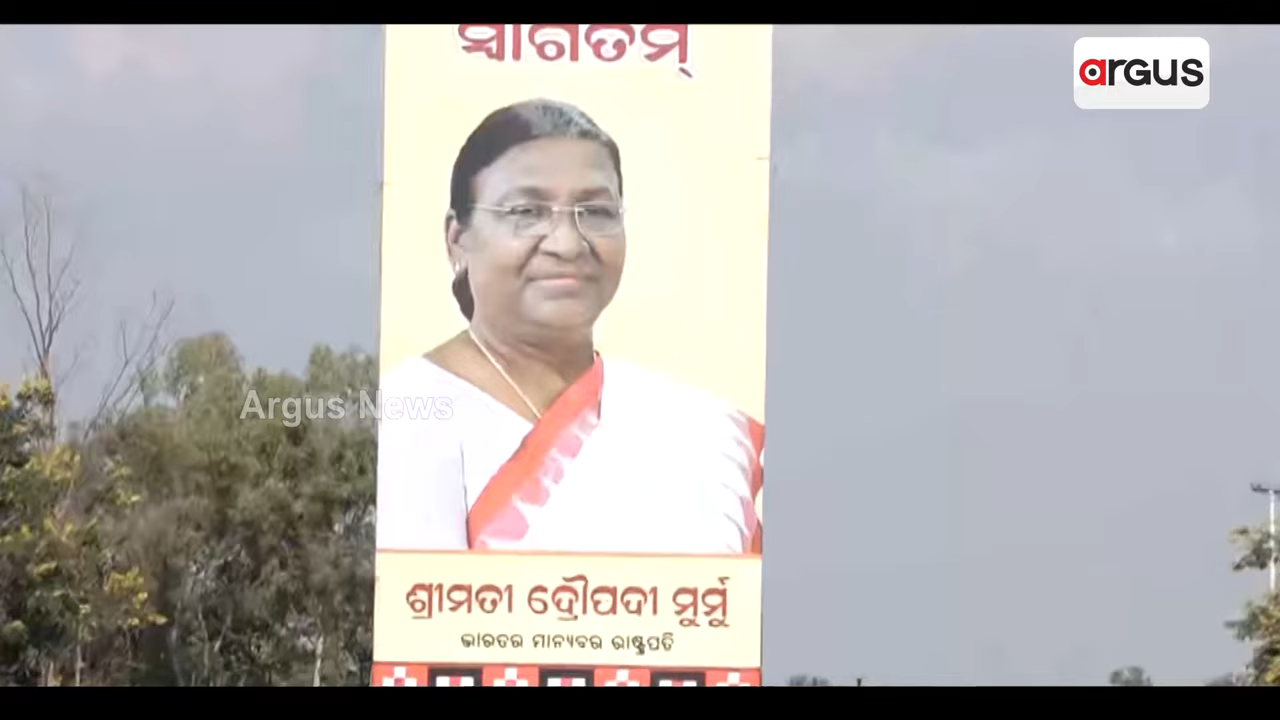 ସ୍ୱାଗତମ୍
argus
Argus News
ଶ୍ରୀମତୀ ଦ୍ରୌପଦୀ ମୁର୍ମୁ
ଭାରତର ମାନ୍ୟବର ରାଷ୍ଟ୍ରପତି